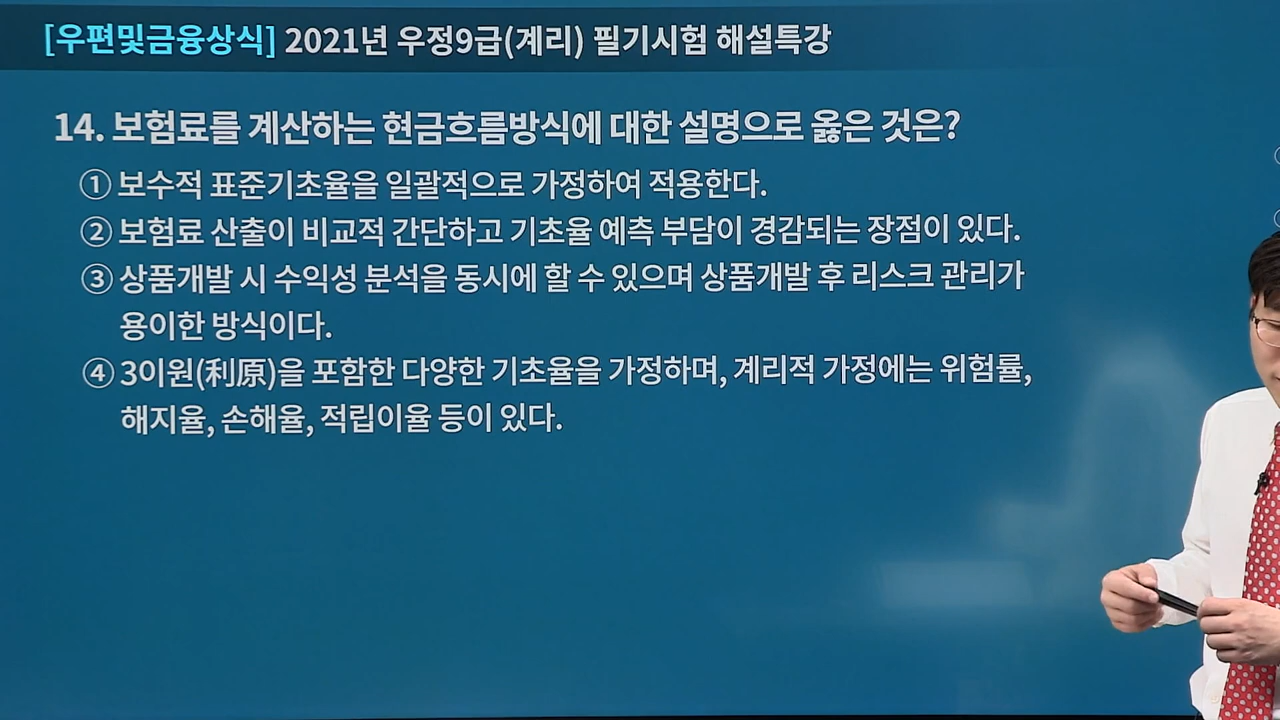 [우편및금융상식] 2021년 우정9급(계리) 필기시험 해설특강
14. 보험료를 계산하는 현금흐름방식에 대한 설명으로 옳은 것은?
① 보수적 표준기초율을 일괄적으로 가정하여 적용한다.
② 보험료 산출이 비교적 간단하고 기초율 예측 부담이 경감되는 장점이 있다.
③ 상품개발 시 수익성 분석을 동시에 할 수 있으며 상품개발 후 리스크 관리가
용이한 방식이다.
④ 3이원(利原)을 포함한 다양한 기초율을 가정하며, 계리적 가정에는 위험률,
해지율, 손해율, 적립이율 등이 있다.